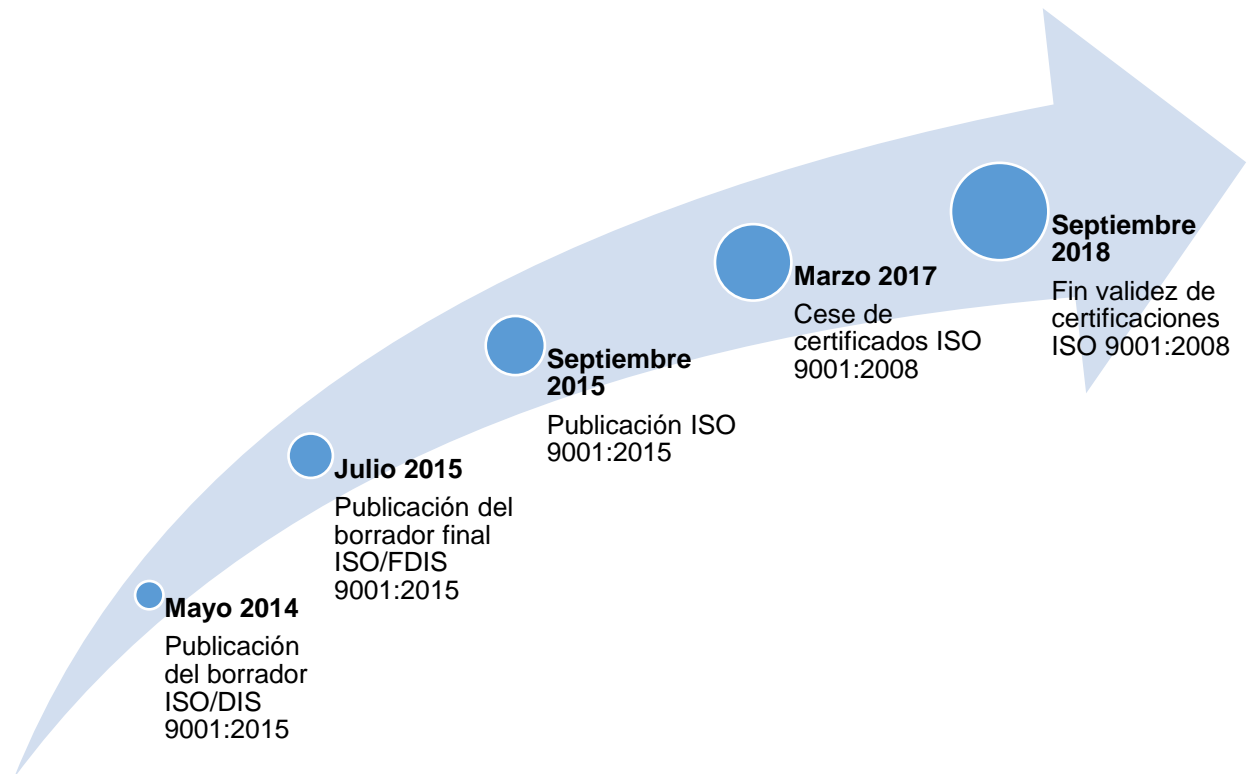 Mayo 2014
Publicación
del borrador
ISO/DIS
9001:2015
Julio 2015
Publicación del
borrador final
ISO/FDIS
9001:2015
Septiembre
2015
Publicación ISO
9001:2015
Marzo 2017
Cese de
certificados ISO
9001:2008
Septiembre
2018
Fin validez de
certificaciones
ISO 9001:2008